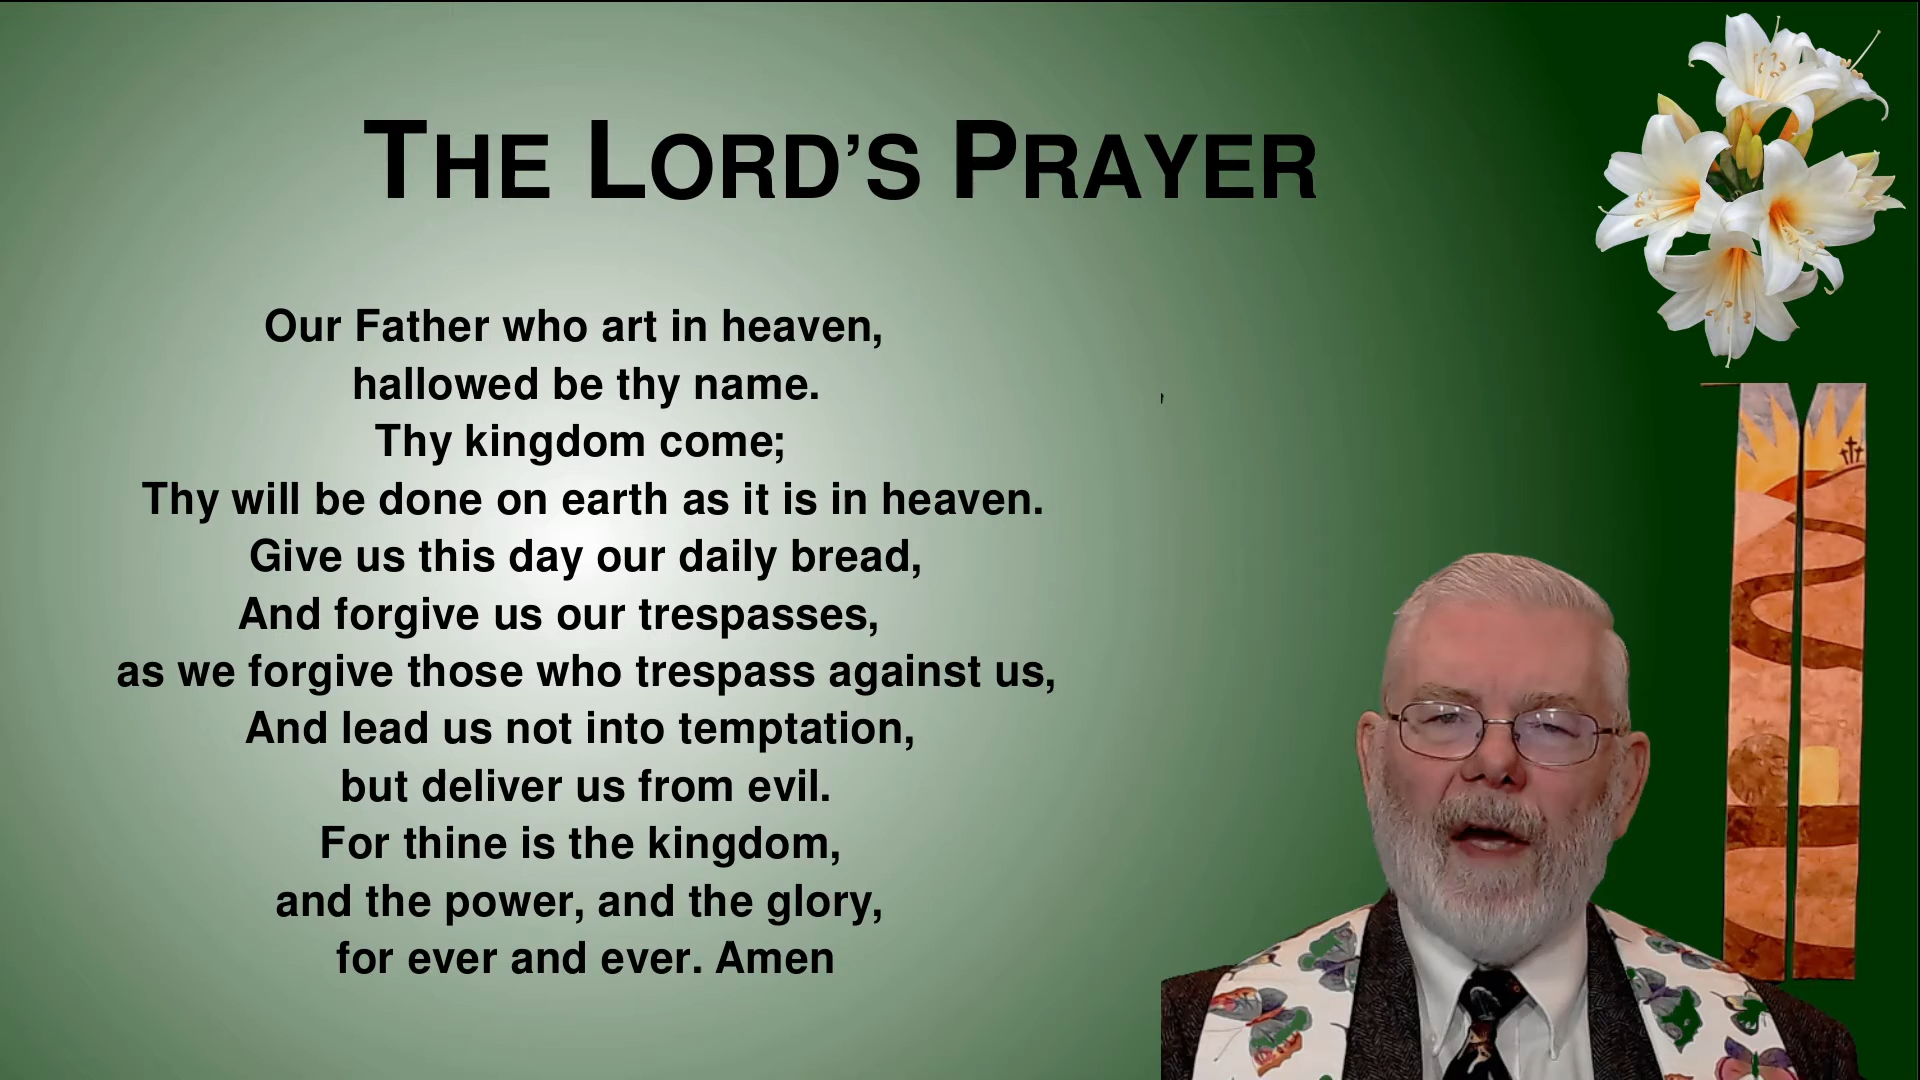 THE LORD’S PRAYER
Our Father who art in heaven,
hallowed be thy name.
Thy kingdom come;
Thy will be done on earth as it is in heaven.
Give us this day our daily bread,
And forgive us our trespasses,
as we forgive those who trespass against us,
And lead us not into temptation,
but deliver us from evil.
For thine is the kingdom,
and the power, and the glory,
for ever and ever. Amen